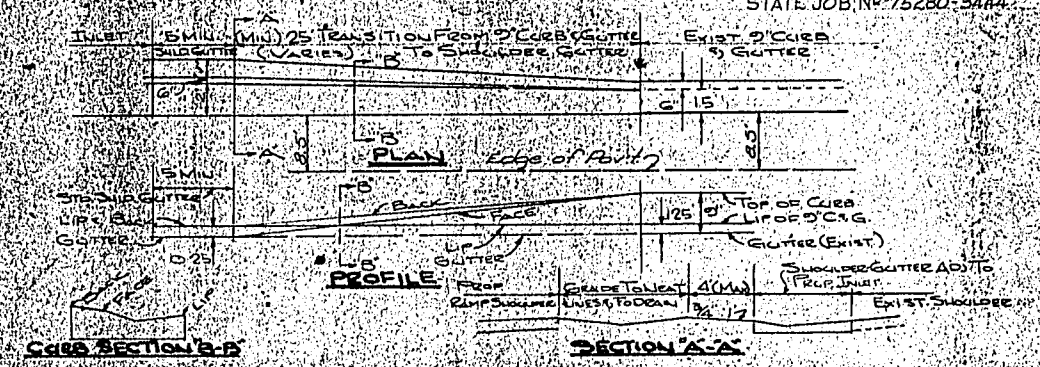 STATE JOB Nº 75280-3444
INLET 5 MIN. (MIN) 25 TRANSITION FROM 9" CURB & GUTTER EXIST. 9" CURB
SHLD GUTTER (VARIES) TO SHOULDER GUTTER & GUTTER
A
B
6
6 1.5
B
A
8.5
8.5
PLAN Edge of Pavmt
5 MIN.
B
STD. SHLD. GUTTER
BACK
TOP OF CURB
LIP & BACK
FACE
.125 9"
LIP OF 9" C & G.
GUTTER
LIP
GUTTER (EXIST.)
0.25
GUTTER
B
PROFILE
SHOULDER GUTTER ADJ TO
PROP. INLET
PROP. GRADE TO NEAT 4' (MAX)
SHOULDER LINES & TO DRAIN
EXIST. SHOULDER
FACE LIP
CURB SECTION "B-B"
SECTION "A-A"